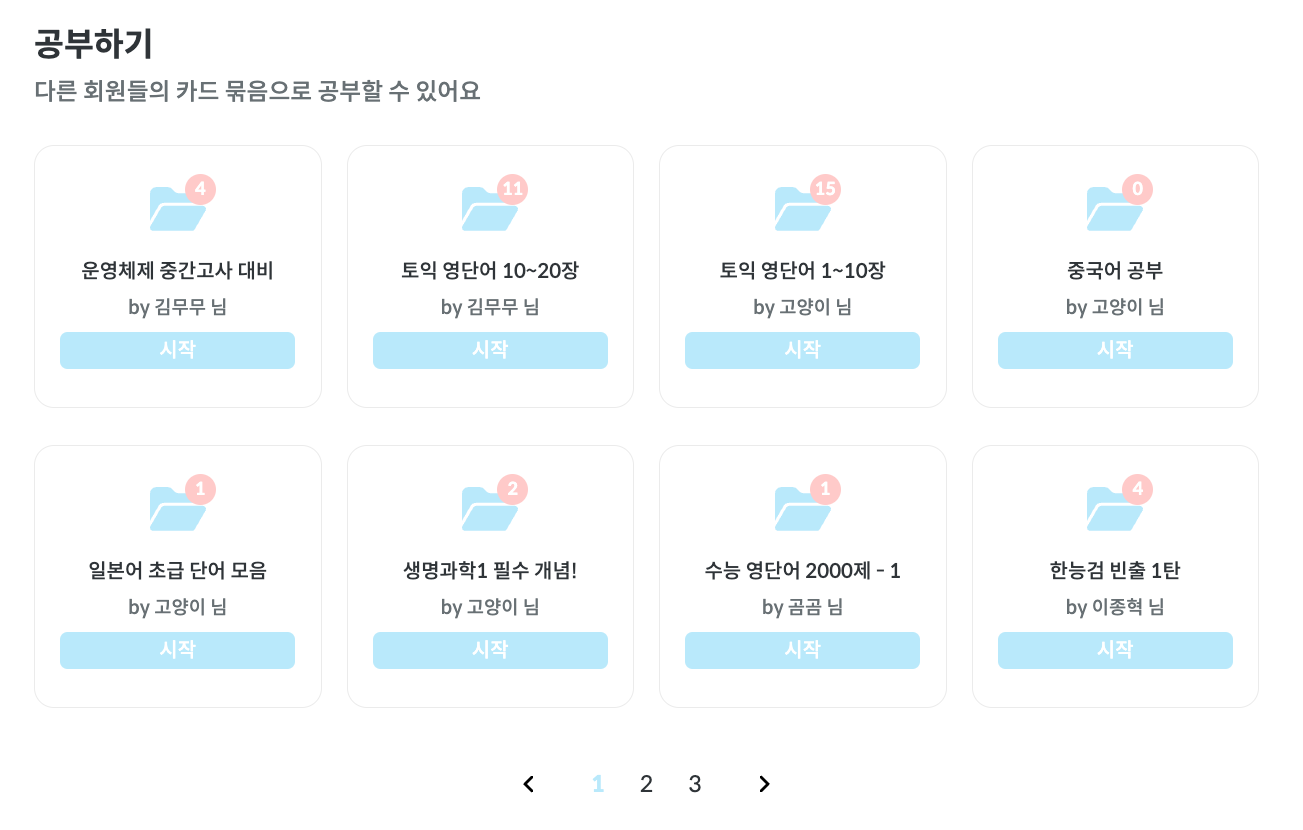 공부하기
다른 회원들의 카드 묶음으로 공부할 수 있어요
4
운영체제 중간고사 대비
by 김무무 님
시작
11
토익 영단어 10~20장
by 김무무 님
시작
15
토익 영단어 1~10장
by 고양이 님
시작
0
중국어 공부
by 고양이 님
시작
1
일본어 초급 단어 모음
by 고양이 님
시작
2
생명과학1 필수 개념!
by 고양이 님
시작
1
수능 영단어 2000제 - 1
by 곰곰 님
시작
4
한능검 빈출 1탄
by 이종혁 님
시작
1 2 3